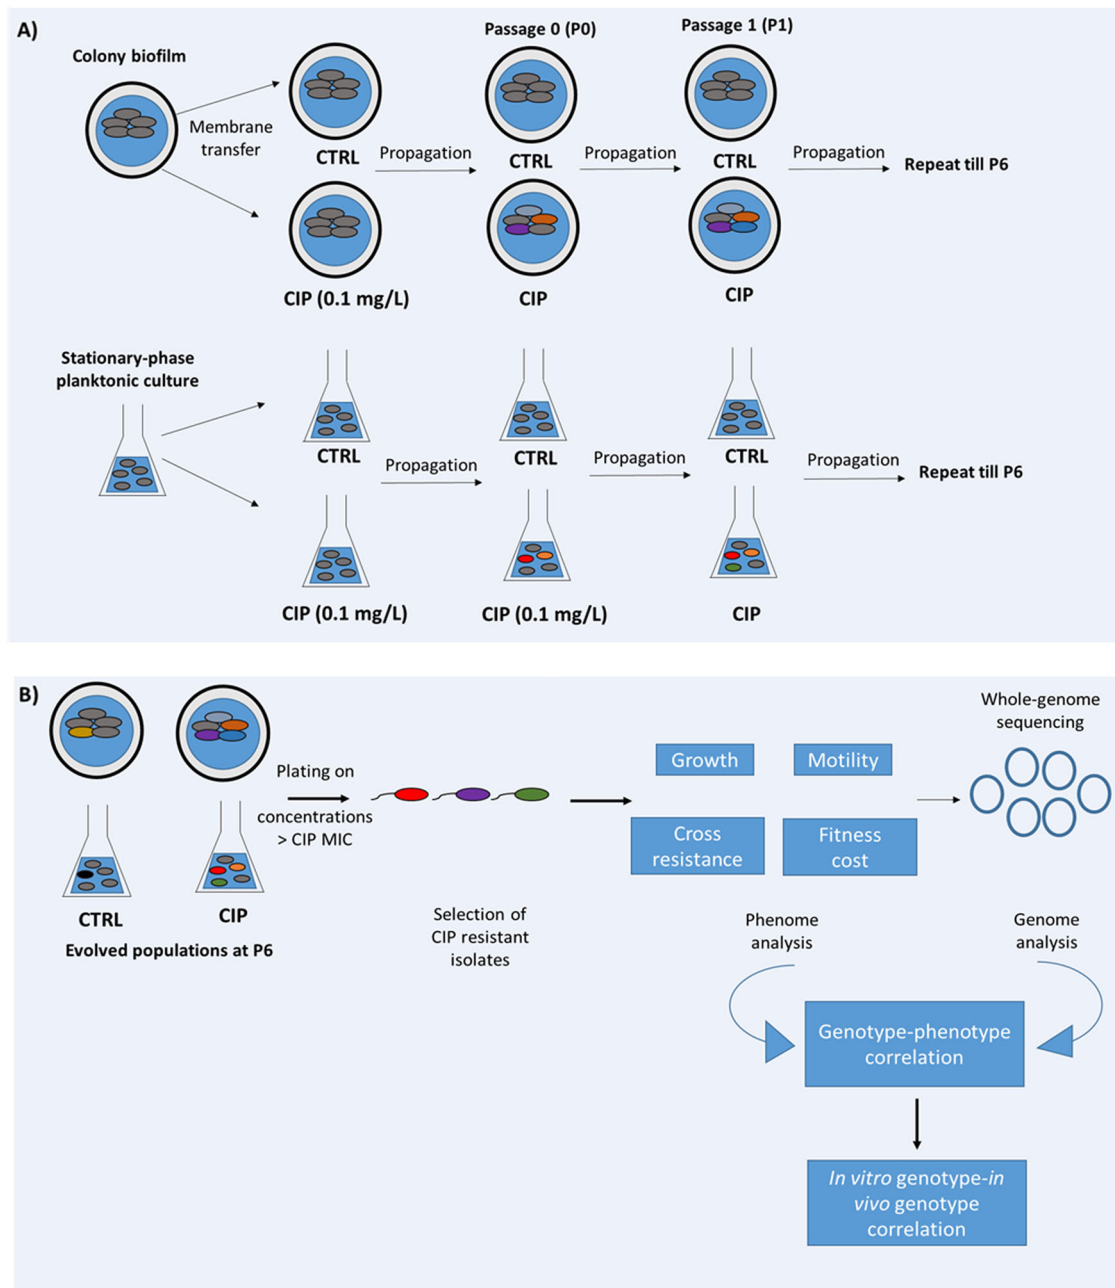 A)
Colony biofilm
Passage 0 (P0)
Passage 1 (P1)
Membrane
transfer
CTRL
Propagation
CTRL
Propagation
CTRL
Propagation
Repeat till P6
CIP (0.1 mg/L)
CIP
CIP
Stationary-phase
planktonic culture
CTRL
Propagation
CTRL
Propagation
CTRL
Propagation
Repeat till P6
CIP (0.1 mg/L)
CIP (0.1 mg/L)
CIP
B)
CTRL
CIP
Evolved populations at P6
Plating on
concentrations
> CIP MIC
Selection of
CIP resistant
isolates
Growth
Motility
Cross
resistance
Fitness
cost
Whole-genome
sequencing
Phenome
analysis
Genome
analysis
Genotype-phenotype
correlation
In vitro genotype-in
vivo genotype
correlation